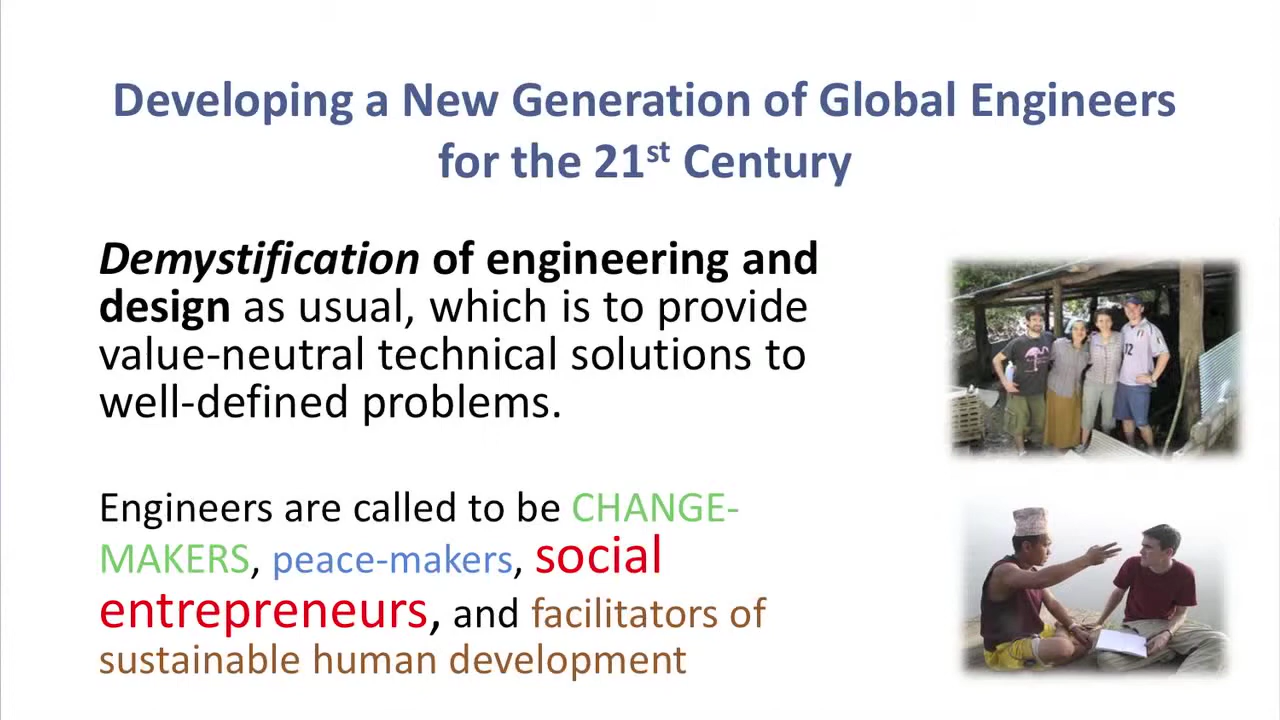 Developing a New Generation of Global Engineers
for the 21st Century
Demystification of engineering and
design as usual, which is to provide
value-neutral technical solutions to
well-defined problems.
Engineers are called to be CHANGE-
MAKERS, peace-makers, social
entrepreneurs, and facilitators of
sustainable human development
12